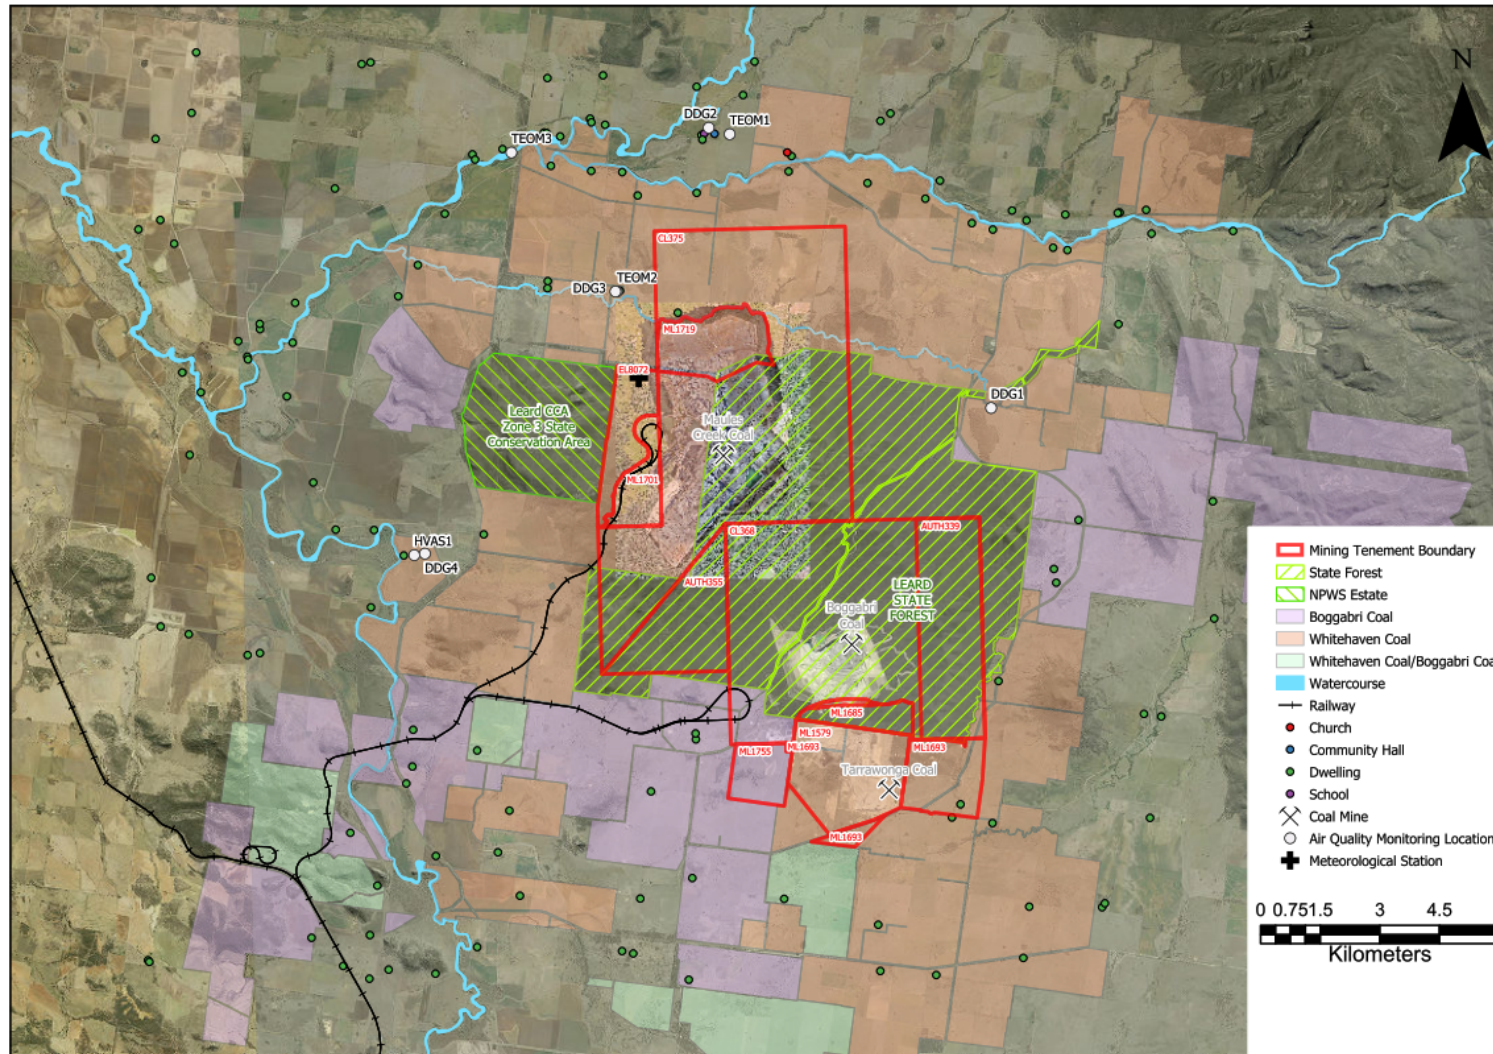 N
DDG2
TEOM1
TEOM3
CL375
TEOM2
DDG3
ML1719
EL8072
DDG1
Leard CCA
Zone 3 State
Conservation Area
Maules
Creek Coal
ML1701
CL368
AUTH339
HVAS1
DDG4
AUTH355
LEARD
STATE
FOREST
Boggabri
Coal
ML1685
ML1579
ML1693
ML1693
ML1755
Tarrawonga Coal
ML1693
Mining Tenement Boundary
State Forest
NPWS Estate
Boggabri Coal
Whitehaven Coal
Whitehaven Coal/Boggabri Coa
Watercourse
Railway
Church
Community Hall
Dwelling
School
Coal Mine
Air Quality Monitoring Location
Meteorological Station
0 0.75 1.5 3 4.5
Kilometers